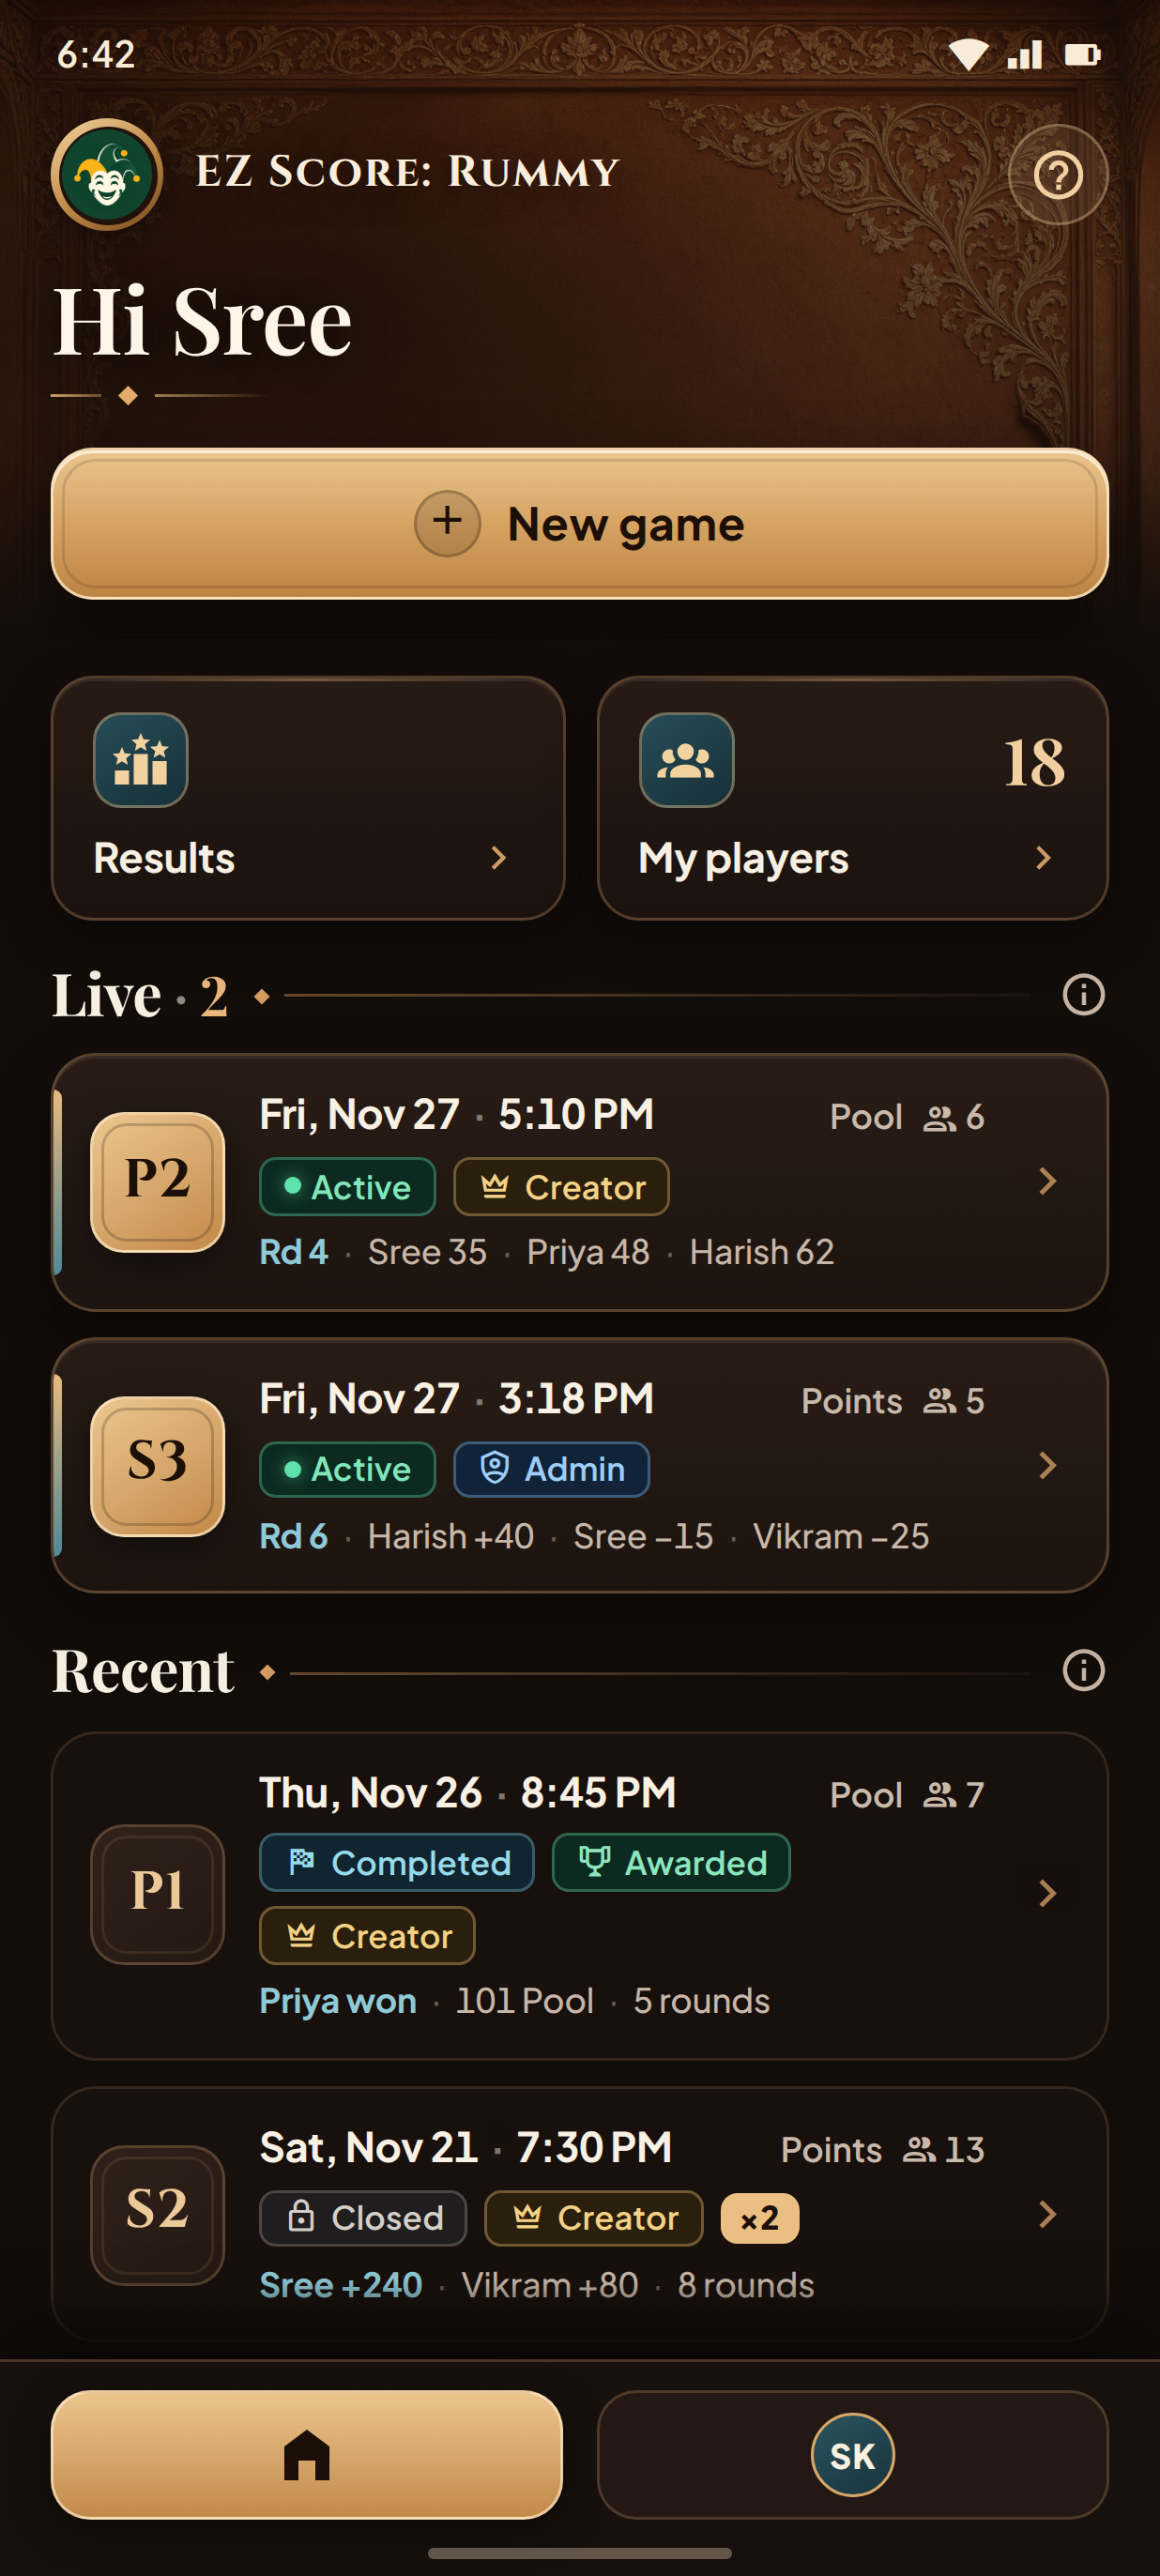 6:42
EZ Score: Rummy
Hi Sree
New game
18
Results
My players
Live · 2
P2
Fri, Nov 27 · 5:10 PM
Pool 6
Active
Creator
Rd 4 · Sree 35 · Priya 48 · Harish 62
S3
Fri, Nov 27 · 3:18 PM
Points 5
Active
Admin
Rd 6 · Harish +40 · Sree −15 · Vikram −25
Recent
P1
Thu, Nov 26 · 8:45 PM
Pool 7
Completed
Awarded
Creator
Priya won · 101 Pool · 5 rounds
S2
Sat, Nov 21 · 7:30 PM
Points 13
Closed
Creator
×2
Sree +240 · Vikram +80 · 8 rounds
SK